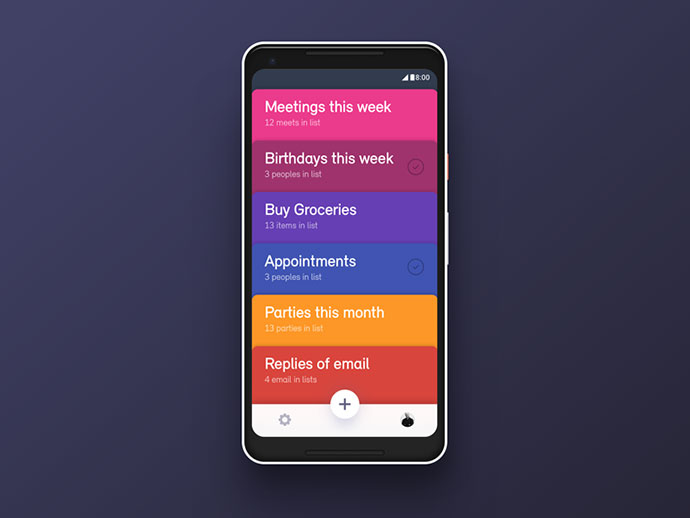 8:00
Meetings this week
12 meets in list
Birthdays this week
3 peoples in list
Buy Groceries
13 items in list
Appointments
3 peoples in list
Parties this month
13 parties in list
Replies of email
4 email in lists